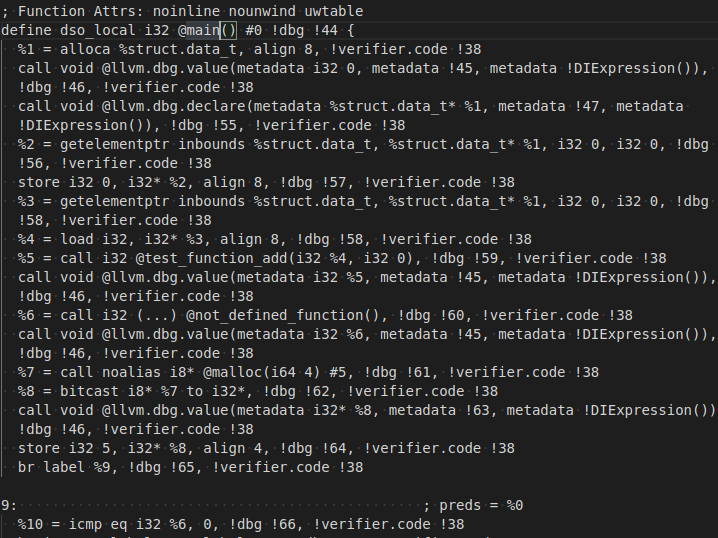 ; Function Attrs: noinline nounwind uwtable
define dso_local i32 @main() #0 !dbg !44 {
%1 = alloca %struct.data_t, align 8, !verifier.code !38
call void @llvm.dbg.value(metadata i32 0, metadata !45, metadata !DIExpression()),
!dbg !46, !verifier.code !38
call void @llvm.dbg.declare(metadata %struct.data_t* %1, metadata !47, metadata
!DIExpression()), !dbg !55, !verifier.code !38
%2 = getelementptr inbounds %struct.data_t, %struct.data_t* %1, i32 0, i32 0, !dbg
!56, !verifier.code !38
store i32 0, i32* %2, align 8, !dbg !57, !verifier.code !38
%3 = getelementptr inbounds %struct.data_t, %struct.data_t* %1, i32 0, i32 0, !dbg
!58, !verifier.code !38
%4 = load i32, i32* %3, align 8, !dbg !58, !verifier.code !38
%5 = call i32 @test_function_add(i32 %4, i32 0), !dbg !59, !verifier.code !38
call void @llvm.dbg.value(metadata i32 %5, metadata !45, metadata !DIExpression()),
!dbg !46, !verifier.code !38
%6 = call i32 (...) @not_defined_function(), !dbg !60, !verifier.code !38
call void @llvm.dbg.value(metadata i32 %6, metadata !45, metadata !DIExpression()),
!dbg !46, !verifier.code !38
%7 = call noalias i8* @malloc(i64 4) #5, !dbg !61, !verifier.code !38
%8 = bitcast i8* %7 to i32*, !dbg !62, !verifier.code !38
call void @llvm.dbg.value(metadata i32* %8, metadata !63, metadata !DIExpression())
!dbg !46, !verifier.code !38
store i32 5, i32* %8, align 4, !dbg !64, !verifier.code !38
br label %9, !dbg !65, !verifier.code !38
9: ; preds = %0
%10 = icmp eq i32 %6, 0, !dbg !66, !verifier.code !38